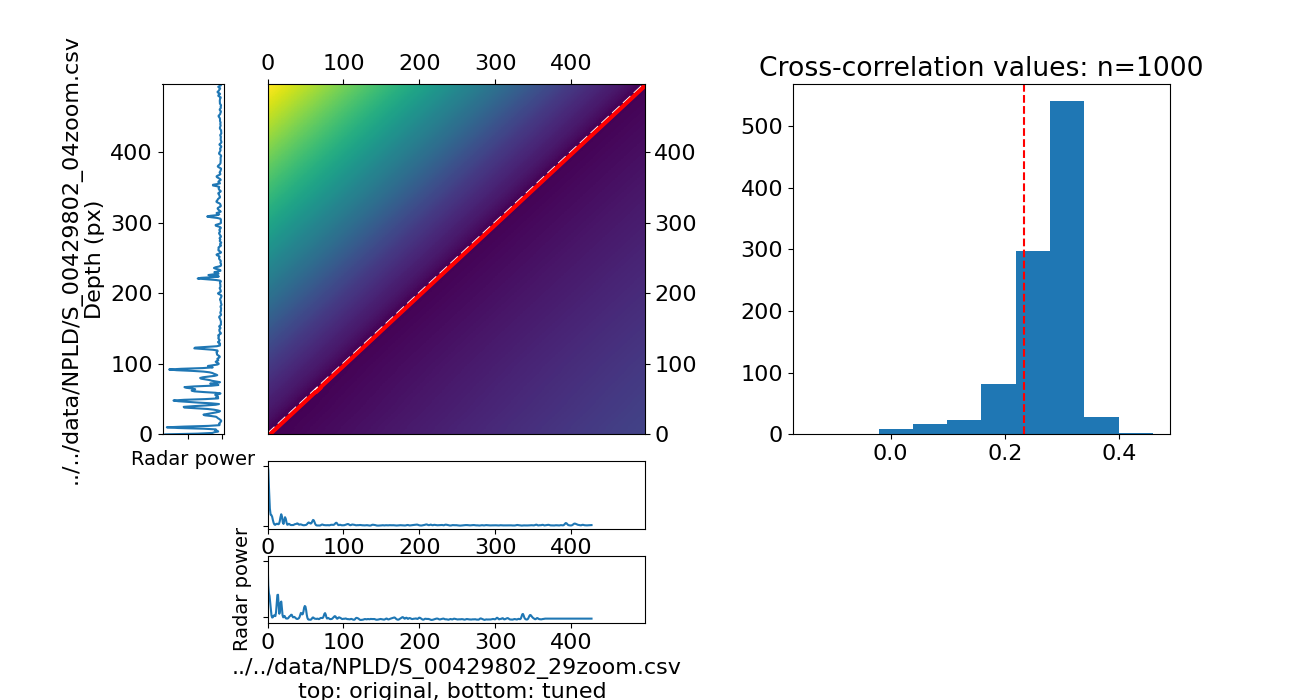 0 100 200 300 400
Cross-correlation values: n=1000
../../data/NPLD/S_00429802_04zoom.csv
Depth (px)
400
300
200
100
0
Radar power
400
300
200
100
0
500
400
300
200
100
0
0.0 0.2 0.4
0 100 200 300 400
Radar power
0 100 200 300 400
../../data/NPLD/S_00429802_29zoom.csv
top: original, bottom: tuned